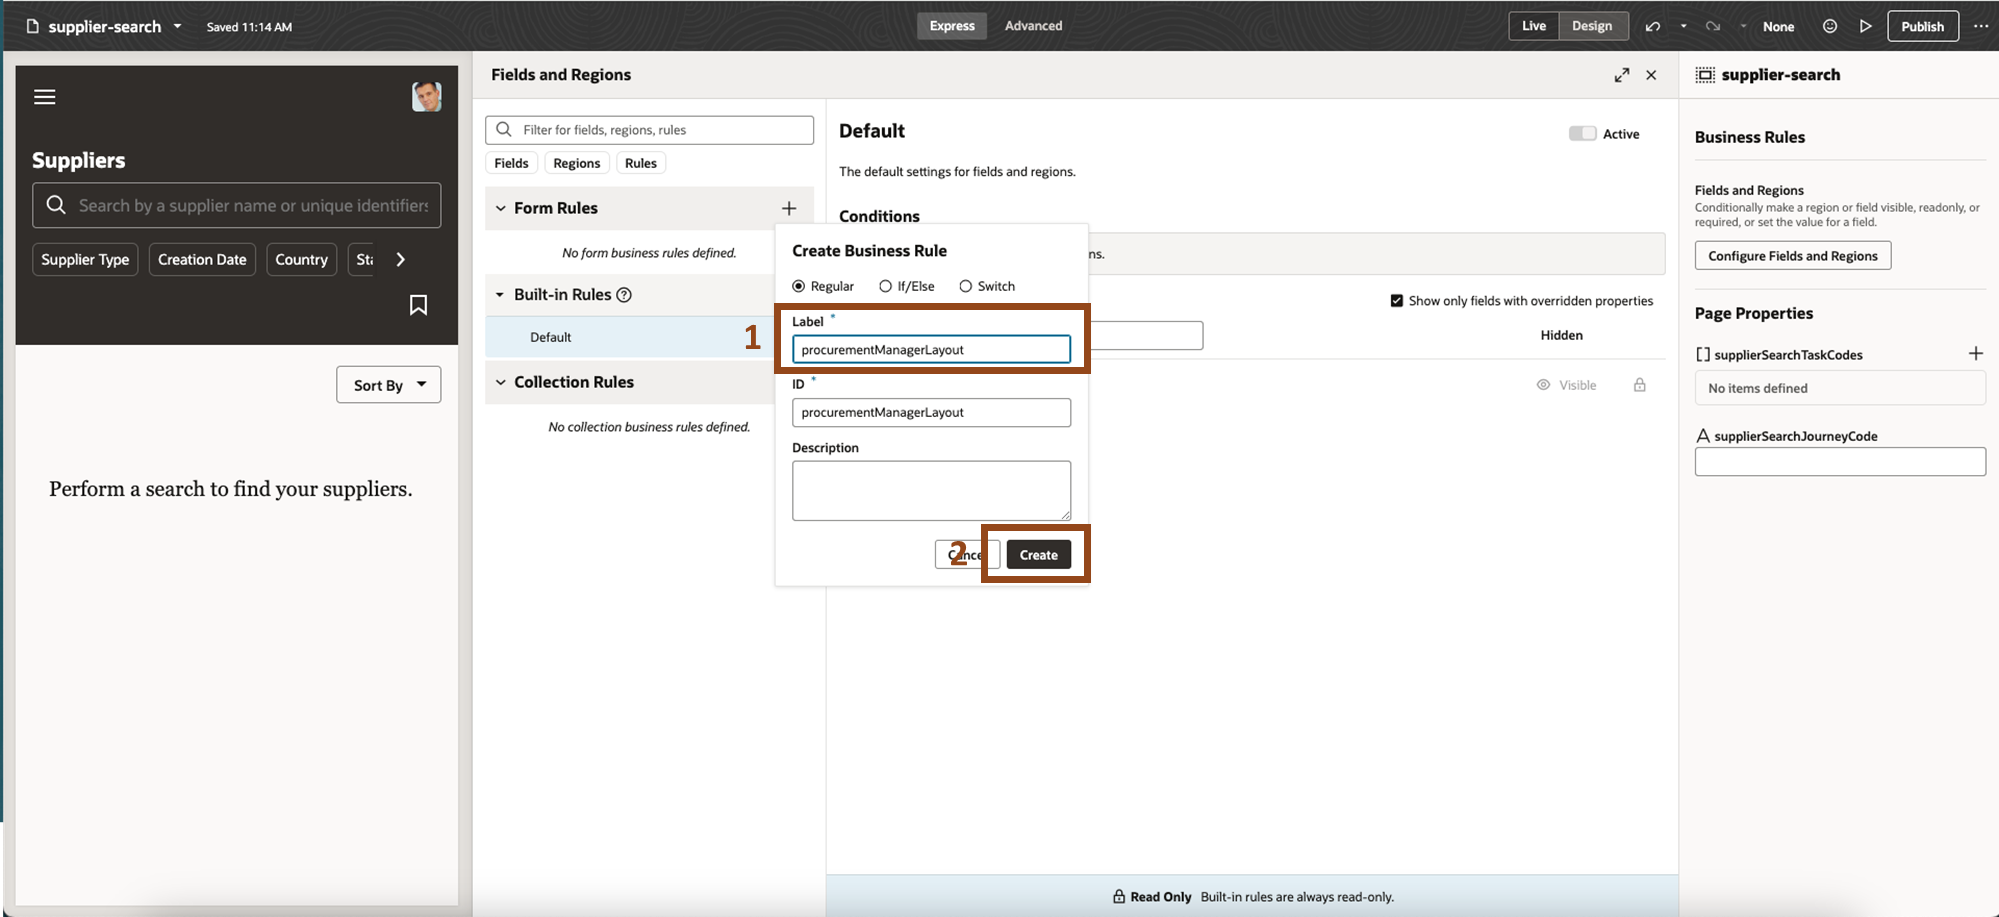 supplier-search
Saved 11:14 AM
Express
Advanced
Live
Design
None
Publish
Suppliers
Search by a supplier name or unique identifiers
Supplier Type
Creation Date
Country
Sta
Sort By
Perform a search to find your suppliers.
Fields and Regions
Filter for fields, regions, rules
Fields
Regions
Rules
Form Rules
No form business rules defined.
Built-in Rules
Default
Collection Rules
No collection business rules defined.
Default
Active
The default settings for fields and regions.
Conditions
ns.
Show only fields with overridden properties
Hidden
Visible
Create Business Rule
Regular
If/Else
Switch
1
Label *
procurementManagerLayout
ID *
procurementManagerLayout
Description
Cance
2
Create
Read Only Built-in rules are always read-only.
supplier-search
Business Rules
Fields and Regions
Conditionally make a region or field visible, readonly, or
required, or set the value for a field.
Configure Fields and Regions
Page Properties
supplierSearchTaskCodes
No items defined
supplierSearchJourneyCode